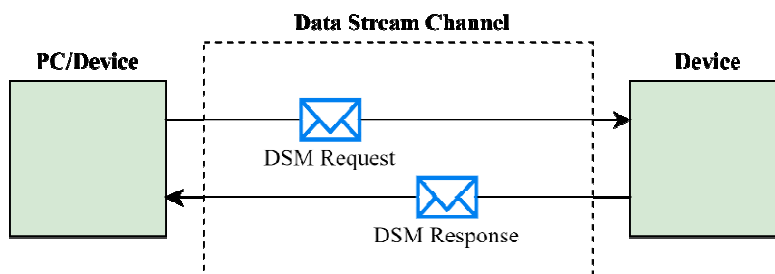 Data Stream Channel
PC/Device
Device
DSM Request
DSM Response